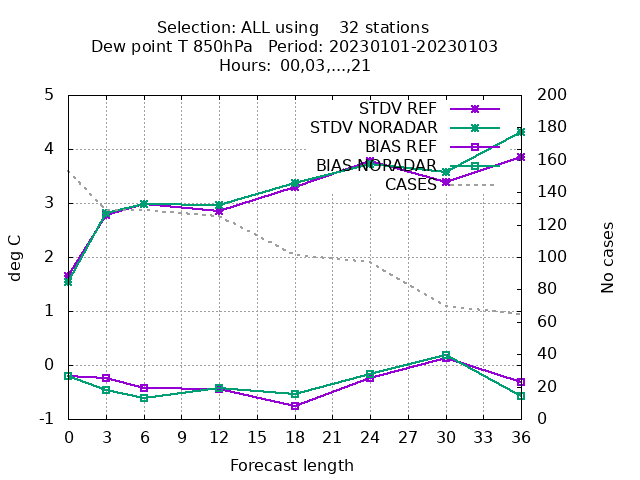 Selection: ALL using    32 stations
Dew point T 850hPa   Period: 20230101-20230103
Hours: 00,03,...,21
STDV REF
STDV NORADAR
BIAS REF
BIAS NORADAR
CASES
5
4
3
2
1
0
-1
deg C
200
180
160
140
120
100
80
60
40
20
0
No cases
0 3 6 9 12 15 18 21 24 27 30 33 36
Forecast length